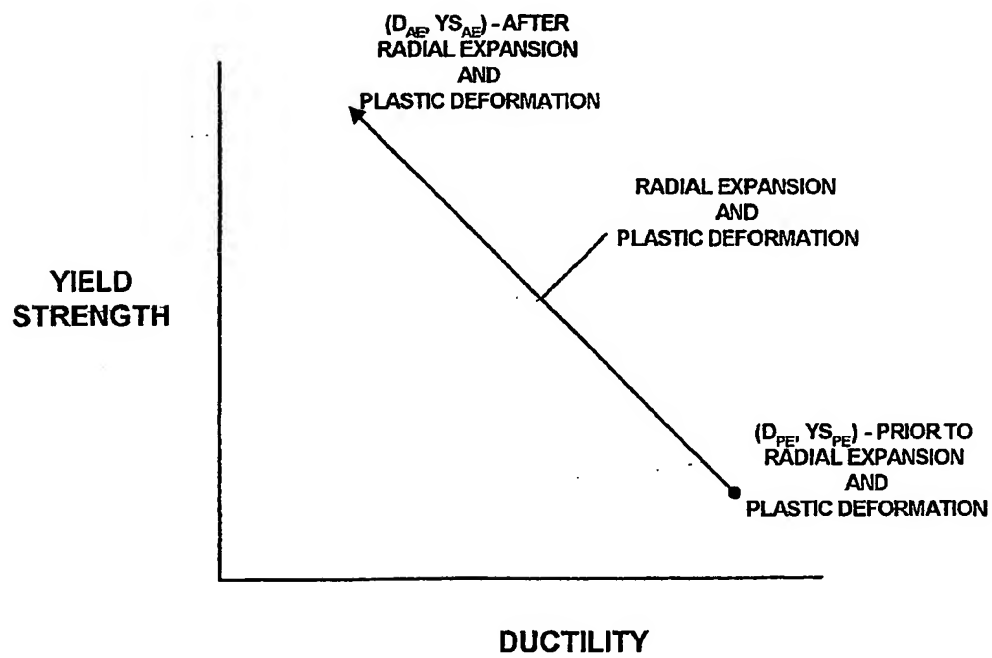 (D_AE, YS_AE) - AFTER
RADIAL EXPANSION
AND
PLASTIC DEFORMATION
RADIAL EXPANSION
AND
PLASTIC DEFORMATION
YIELD
STRENGTH
(D_PE, YS_PE) - PRIOR TO
RADIAL EXPANSION
AND
PLASTIC DEFORMATION
DUCTILITY